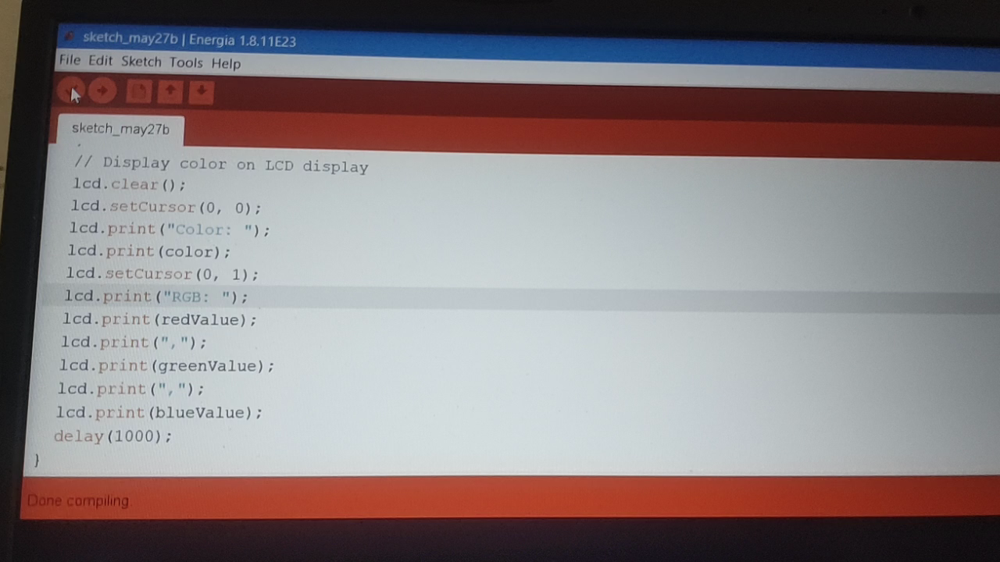 sketch_may27b | Energia 1.8.11E23
File Edit Sketch Tools Help
sketch_may27b
// Display color on LCD display
lcd.clear();
lcd.setCursor(0, 0);
lcd.print("Color: ");
lcd.print(color);
lcd.setCursor(0, 1);
lcd.print("RGB: ");
lcd.print(redValue);
lcd.print(",");
lcd.print(greenValue);
lcd.print(",");
lcd.print(blueValue);
delay(1000);
}
Done compiling.